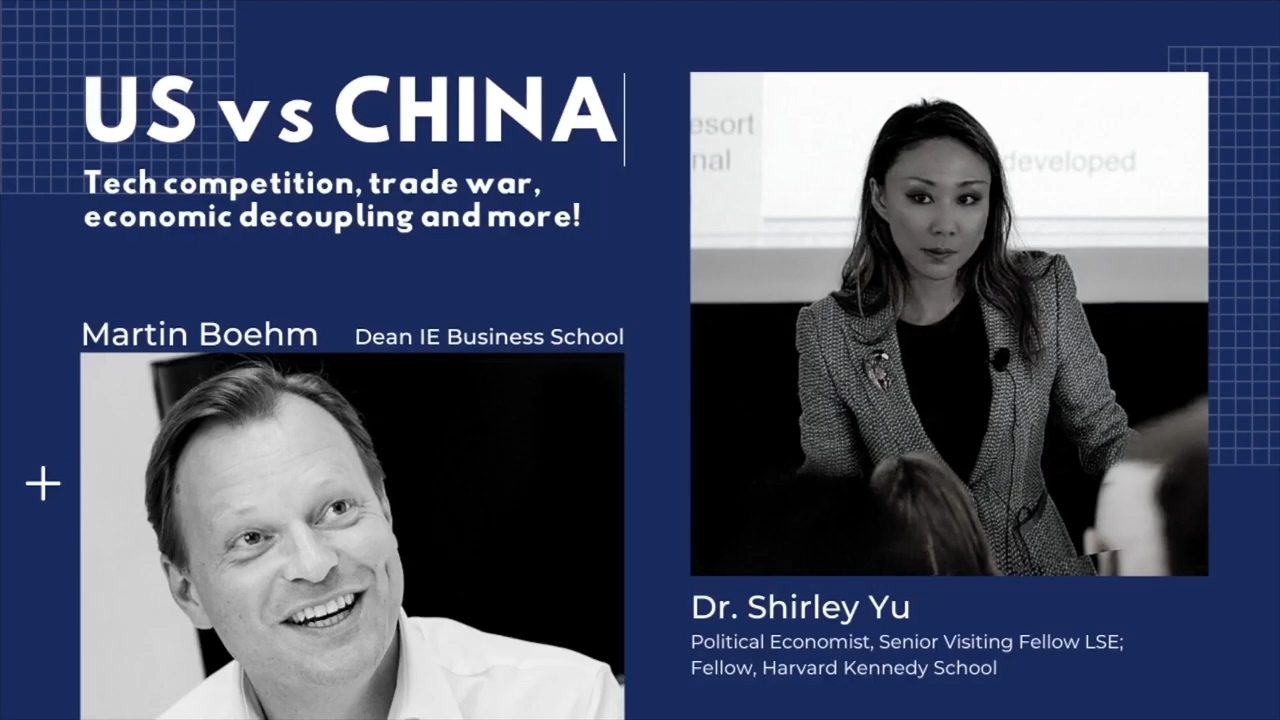 US vs CHINA
Tech competition, trade war,
economic decoupling and more!
Martin Boehm
Dean IE Business School
esort
nal
developed
Dr. Shirley Yu
Political Economist, Senior Visiting Fellow LSE;
Fellow, Harvard Kennedy School